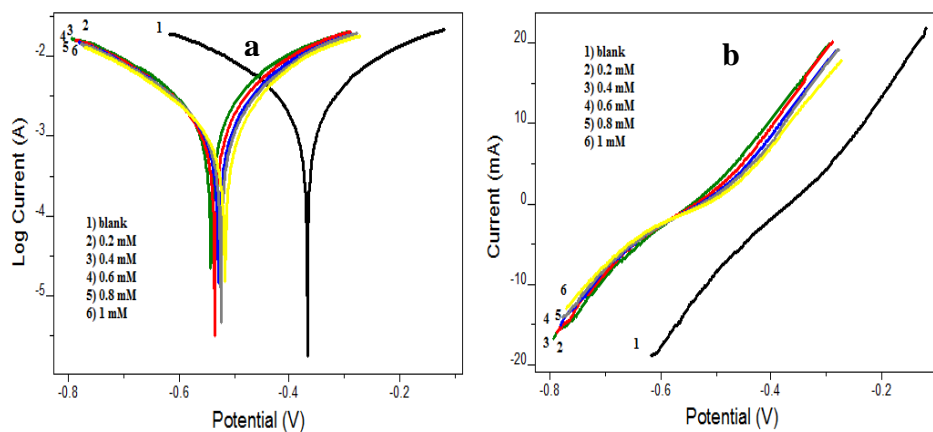 a
1
4
3
2
5
6
-2
-3
-4
-5
Log Current (A)
1) blank
2) 0.2 mM
3) 0.4 mM
4) 0.6 mM
5) 0.8 mM
6) 1 mM
-0.8
-0.6
-0.4
-0.2
Potential (V)
b
20
10
0
-10
-20
Current (mA)
1) blank
2) 0.2 mM
3) 0.4 mM
4) 0.6 mM
5) 0.8 mM
6) 1 mM
6
4
5
3
2
1
-0.8
-0.6
-0.4
-0.2
Potential (V)